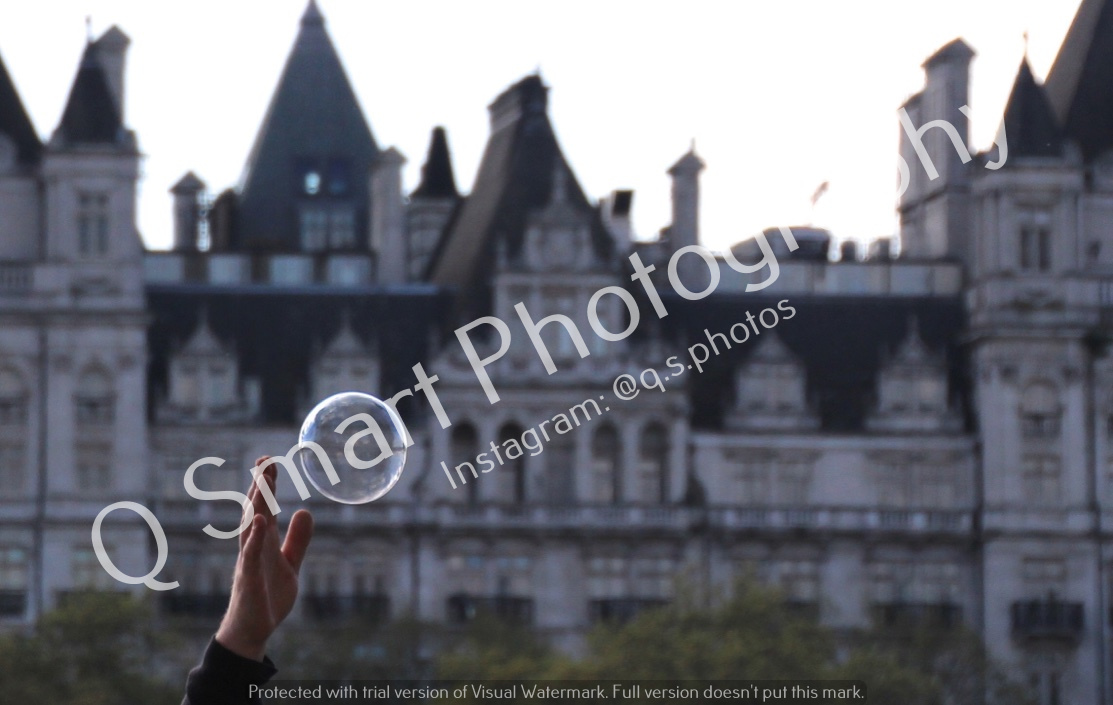 Q Smart Photography
Instagram: @q.s.photos
Protected with trial version of Visual Watermark. Full version doesn't put this mark.